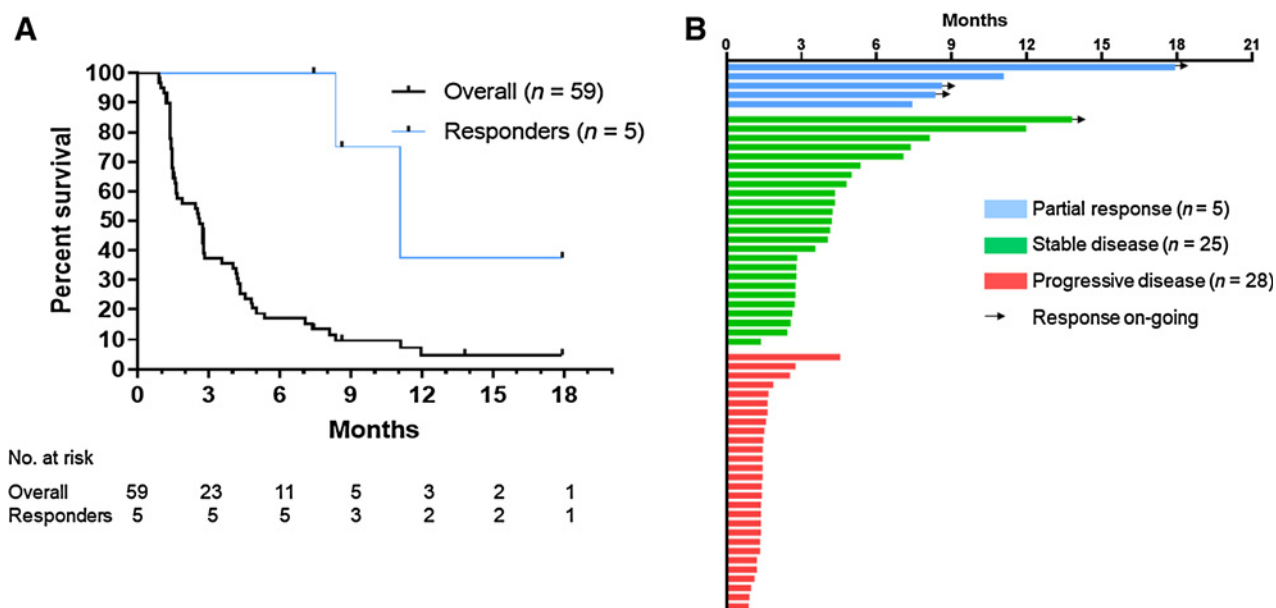 A
Percent survival
100
90
80
70
60
50
40
30
20
10
0
Overall (n = 59)
Responders (n = 5)
0 3 6 9 12 15 18
Months
No. at risk
Overall 59 23 11 5 3 2 1
Responders 5 5 5 3 2 2 1
B
Months
0 3 6 9 12 15 18 21
Partial response (n = 5)
Stable disease (n = 25)
Progressive disease (n = 28)
Response on-going